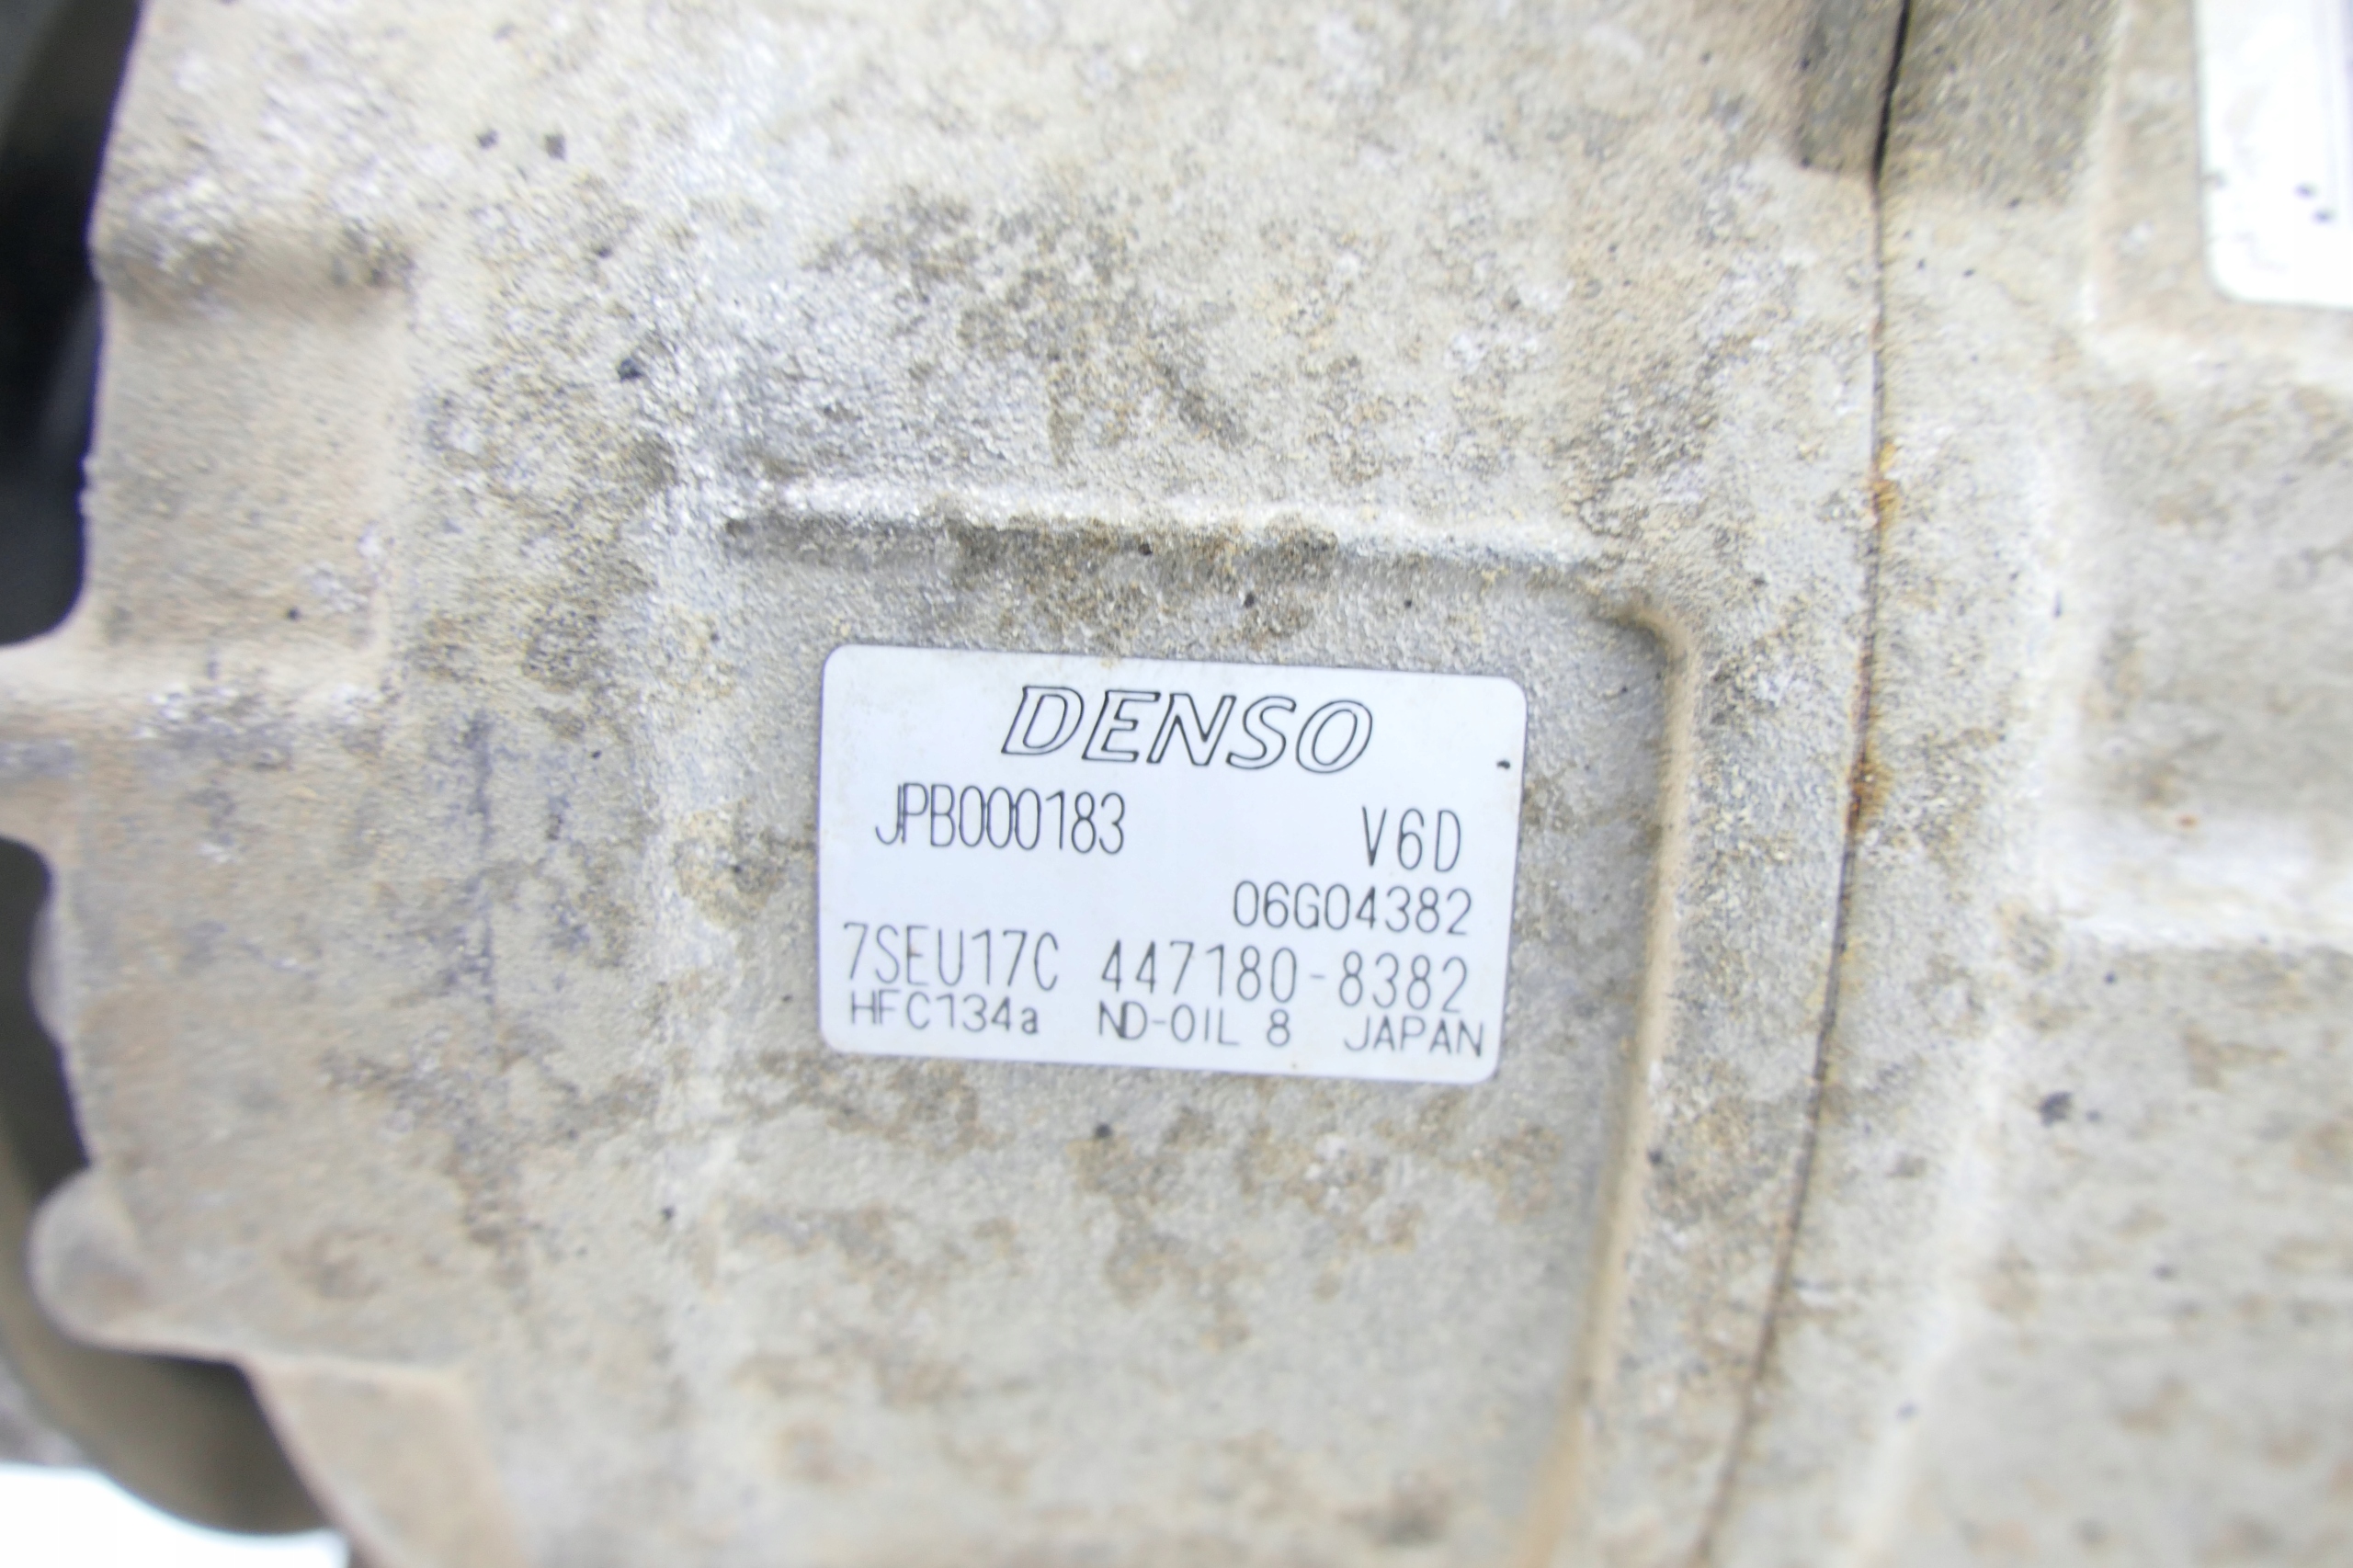 DENSO
JPB000183 V6D
06G04382
7SEU17C 447180-8382
HFC134a ND-OIL 8 JAPAN